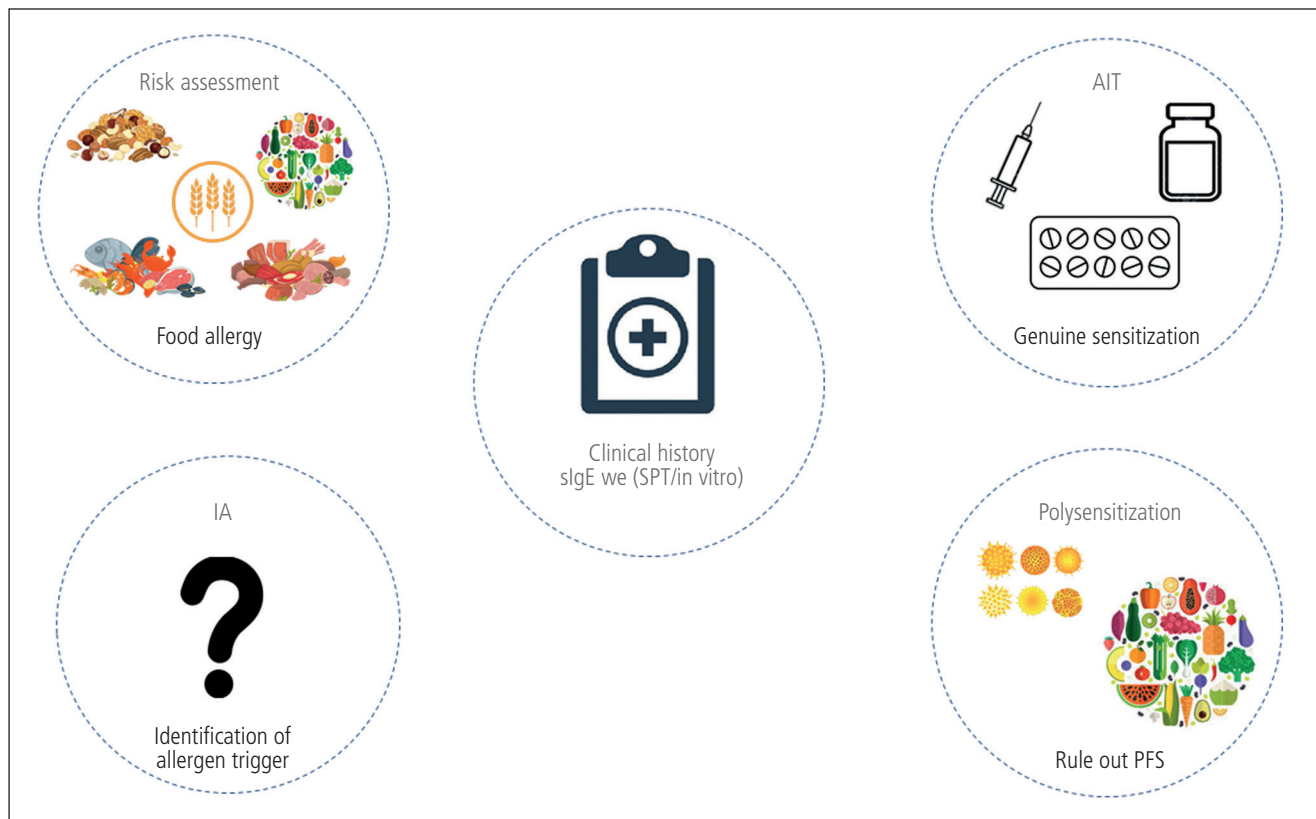 Risk assessment
Food allergy
AIT
Genuine sensitization
Clinical history
sIgE we (SPT/in vitro)
IA
Identification of
allergen trigger
Polysensitization
Rule out PFS